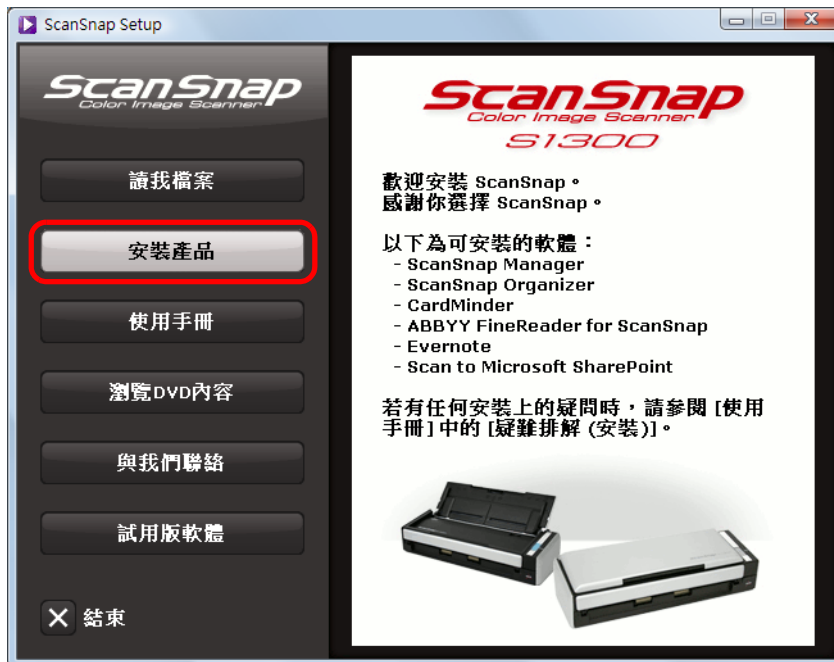 ScanSnap Setup
ScanSnap
Color Image Scanner
讀我檔案
安裝產品
使用手冊
瀏覽DVD內容
與我們聯絡
試用版軟體
結束
ScanSnap
Color Image Scanner
S1300
歡迎安裝 ScanSnap。
感謝你選擇 ScanSnap。
以下為可安裝的軟體：
- ScanSnap Manager
- ScanSnap Organizer
- CardMinder
- ABBYY FineReader for ScanSnap
- Evernote
- Scan to Microsoft SharePoint
若有任何安裝上的疑問時，請參閱 [使用
手冊] 中的 [疑難排解 (安裝)]。